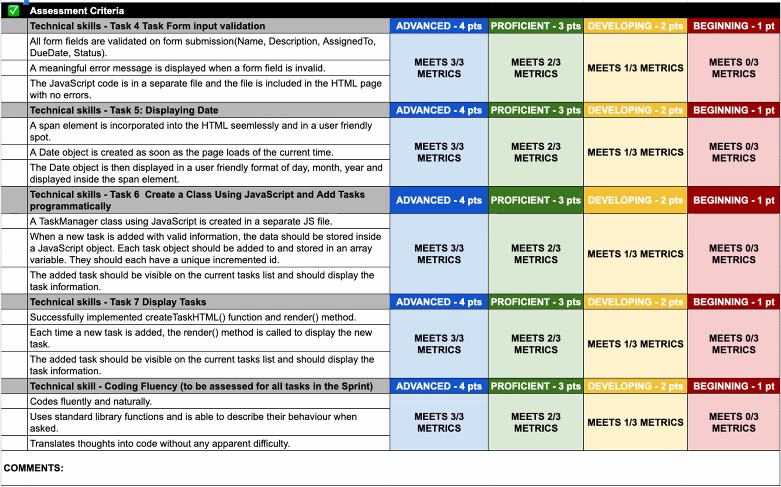 Assessment Criteria
Technical skills - Task 4 Task Form input validation
ADVANCED - 4 pts
PROFICIENT - 3 pts
DEVELOPING - 2 pts
BEGINNING - 1 pt
All form fields are validated on form submission(Name, Description, AssignedTo,
DueDate, Status).
A meaningful error message is displayed when a form field is invalid.
The JavaScript code is in a separate file and the file is included in the HTML page
with no errors.
MEETS 3/3
METRICS
MEETS 2/3
METRICS
MEETS 1/3 METRICS
MEETS 0/3
METRICS
Technical skills - Task 5: Displaying Date
ADVANCED - 4 pts
PROFICIENT - 3 pts
DEVELOPING - 2 pts
BEGINNING - 1 pt
A span element is incorporated into the HTML seemlessly and in a user friendly
spot.
A Date object is created as soon as the page loads of the current time.
The Date object is then displayed in a user friendly format of day, month, year and
displayed inside the span element.
MEETS 3/3
METRICS
MEETS 2/3
METRICS
MEETS 1/3 METRICS
MEETS 0/3
METRICS
Technical skills - Task 6 Create a Class Using JavaScript and Add Tasks
programmatically
ADVANCED - 4 pts
PROFICIENT - 3 pts
DEVELOPING - 2 pts
BEGINNING - 1 pt
A TaskManager class using JavaScript is created in a separate JS file.
When a new task is added with valid information, the data should be stored inside
a JavaScript object. Each task object should be added to and stored in an array
variable. They should each have a unique incremented id.
The added task should be visible on the current tasks list and should display the
task information.
MEETS 3/3
METRICS
MEETS 2/3
METRICS
MEETS 1/3 METRICS
MEETS 0/3
METRICS
Technical skills - Task 7 Display Tasks
ADVANCED - 4 pts
PROFICIENT - 3 pts
DEVELOPING - 2 pts
BEGINNING - 1 pt
Successfully implemented createTaskHTML() function and render() method.
Each time a new task is added, the render() method is called to display the new
task.
The added task should be visible on the current tasks list and should display the
task information.
MEETS 3/3
METRICS
MEETS 2/3
METRICS
MEETS 1/3 METRICS
MEETS 0/3
METRICS
Technical skill - Coding Fluency (to be assessed for all tasks in the Sprint)
ADVANCED - 4 pts
PROFICIENT - 3 pts
DEVELOPING - 2 pts
BEGINNING - 1 pt
Codes fluently and naturally.
Uses standard library functions and is able to describe their behaviour when
asked.
Translates thoughts into code without any apparent difficulty.
MEETS 3/3
METRICS
MEETS 2/3
METRICS
MEETS 1/3 METRICS
MEETS 0/3
METRICS
COMMENTS: